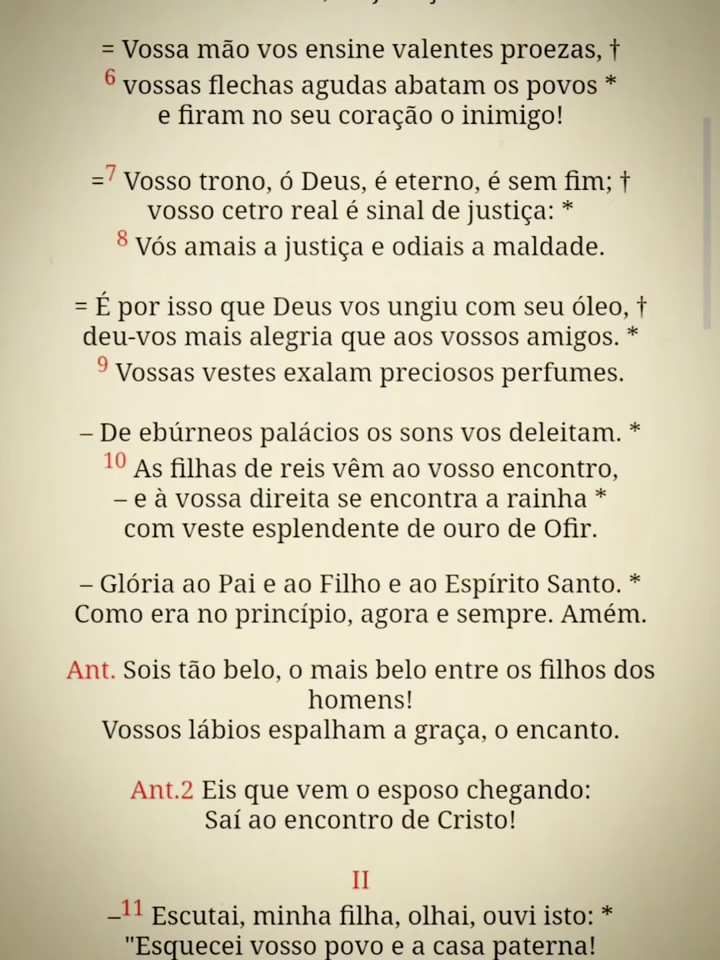 = Vossa mão vos ensine valentes proezas, †
6 vossas flechas agudas abatam os povos *
e firam no seu coração o inimigo!
=7 Vosso trono, ó Deus, é eterno, é sem fim; †
vosso cetro real é sinal de justiça: *
8 Vós amais a justiça e odiais a maldade.
= É por isso que Deus vos ungiu com seu óleo, †
deu-vos mais alegria que aos vossos amigos. *
9 Vossas vestes exalam preciosos perfumes.
– De ebúrneos palácios os sons vos deleitam. *
10 As filhas de reis vêm ao vosso encontro,
– e à vossa direita se encontra a rainha *
com veste esplendente de ouro de Ofir.
– Glória ao Pai e ao Filho e ao Espírito Santo. *
Como era no princípio, agora e sempre. Amém.
Ant. Sois tão belo, o mais belo entre os filhos dos
homens!
Vossos lábios espalham a graça, o encanto.
Ant.2 Eis que vem o esposo chegando:
Saí ao encontro de Cristo!
II
–11 Escutai, minha filha, olhai, ouvi isto: *
"Esquecei vosso povo e a casa paterna!